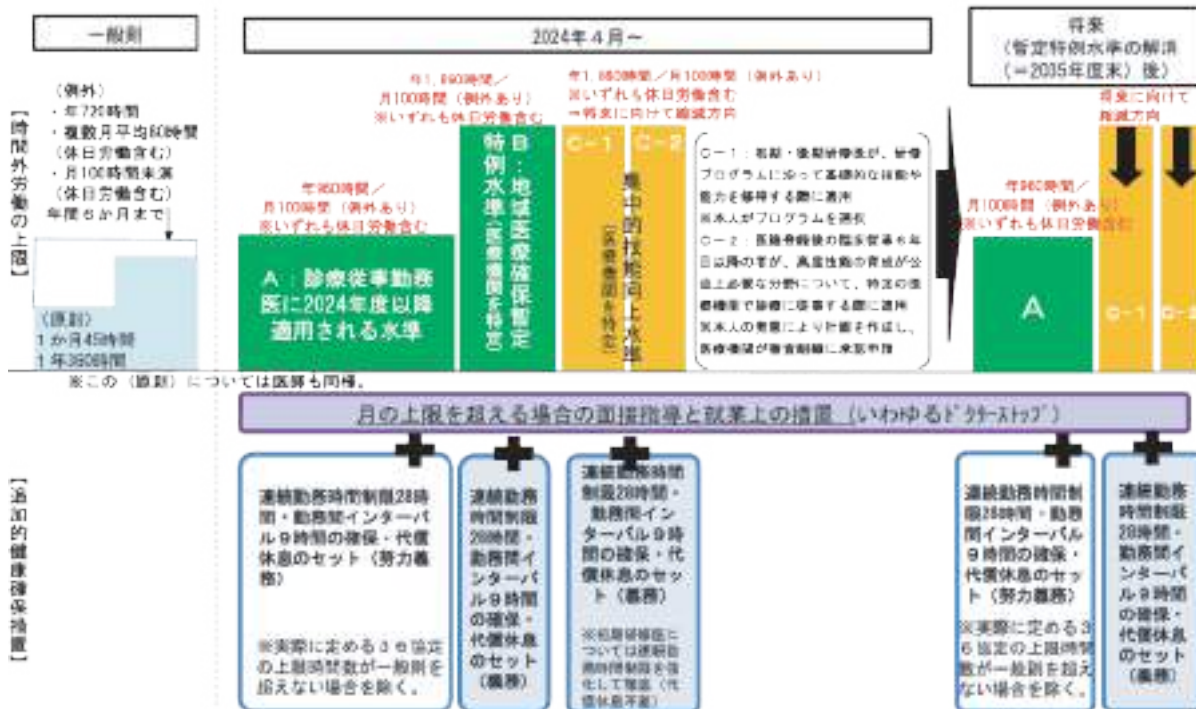 一般則
(例外)
・年720時間
・複数月平均80時間
(休日労働含む)
・月100時間未満
(休日労働含む)
年間6か月まで
(原則)
1か月45時間
1年360時間
※この(原則)については医師も同様。
【時間外労働の上限】
2024年4月~
年960時間/
月100時間(例外あり)
※いずれも休日労働含む
A:診療従事勤務
医に2024年度以降
適用される水準
年1,860時間/
月100時間(例外あり)
※いずれも休日労働含む
B:地域医療確保暫定
特例水準(医療機関を特定)
年1,860時間/月100時間(例外あり)
※いずれも休日労働含む
⇒将来に向けて縮減方向
C-1
C-2
集中的技能向上水準
(医療機関を特定)
C-1:初期・後期研修医が、研修
プログラムに沿って基礎的な技能や
能力を修得する際に適用
※本人がプログラムを選択
C-2:医籍登録後の臨床従事6年
目以降の者が、高度技能の育成が公
益上必要な分野について、特定の医
療機関で診療に従事する際に適用
※本人の発意により計画を作成し、
医療機関が審査組織に承認申請
将来
(暫定特例水準の解消
(=2035年度末)後)
将来に向けて
縮減方向
年960時間/
月100時間(例外あり)
※いずれも休日労働含む
A
C-1
C-2
月の上限を超える場合の面接指導と就業上の措置(いわゆるドクターストップ)
【追加的健康確保措置】
連続勤務時間制限28時
間・勤務間インターバ
ル9時間の確保・代償
休息のセット(努力義
務)
※実際に定める36協定
の上限時間数が一般則を
超えない場合を除く。
連続勤務
時間制限
28時間・
勤務間イ
ンターバ
ル9時間
の確保・
代償休息
のセット
(義務)
連続勤務時間
制限28時間・
勤務間イン
ターバル9時
間の確保・代
償休息のセッ
ト(義務)
※初期研修医に
ついては連続勤
務時間制限を強
化して徹底(代
償休息不要)
連続勤務時間制
限28時間・勤務
間インターバル
9時間の確保・
代償休息のセッ
ト(努力義務)
※実際に定める3
6協定の上限時間
数が一般則を超え
ない場合を除く。
連続勤務
時間制限
28時間・
勤務間イ
ンターバ
ル9時間
の確保・
代償休息
のセット
(義務)